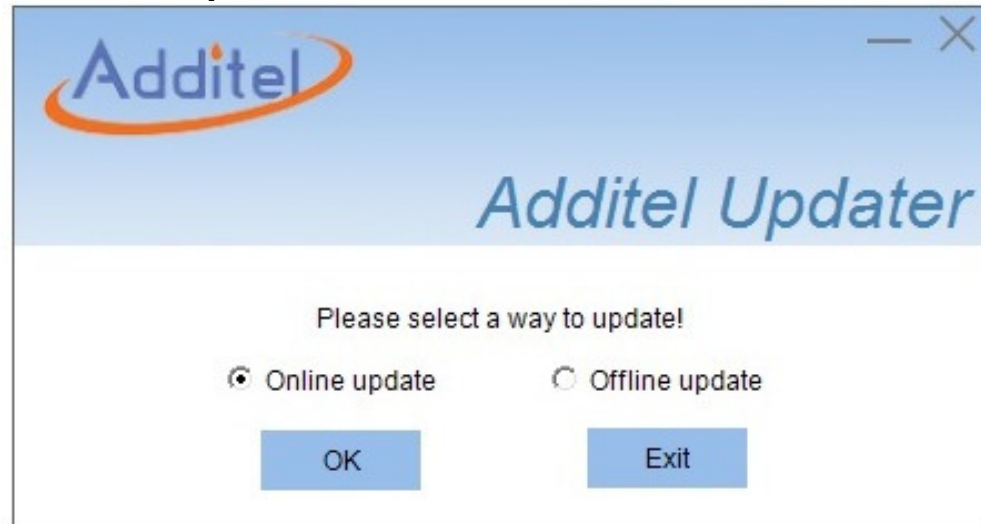 Additel
Additel Updater
Please select a way to update!
Online update
Offline update
OK
Exit